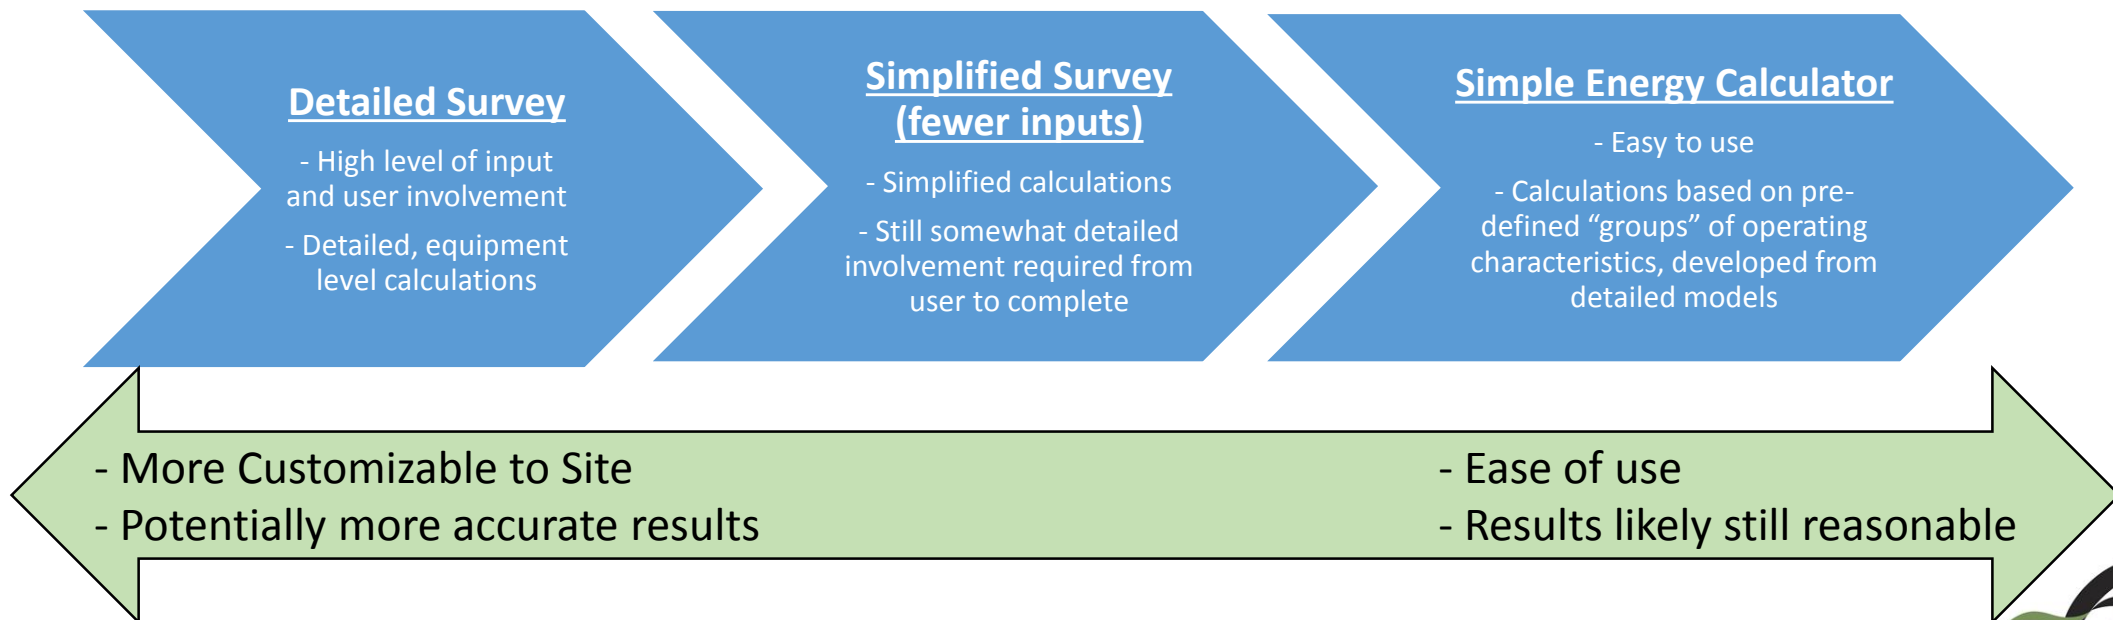 Detailed Survey
- High level of input
and user involvement
- Detailed, equipment
level calculations
Simplified Survey
(fewer inputs)
- Simplified calculations
- Still somewhat detailed
involvement required from
user to complete
Simple Energy Calculator
- Easy to use
- Calculations based on pre-
defined “groups” of operating
characteristics, developed from
detailed models
- More Customizable to Site
- Potentially more accurate results
- Ease of use
- Results likely still reasonable